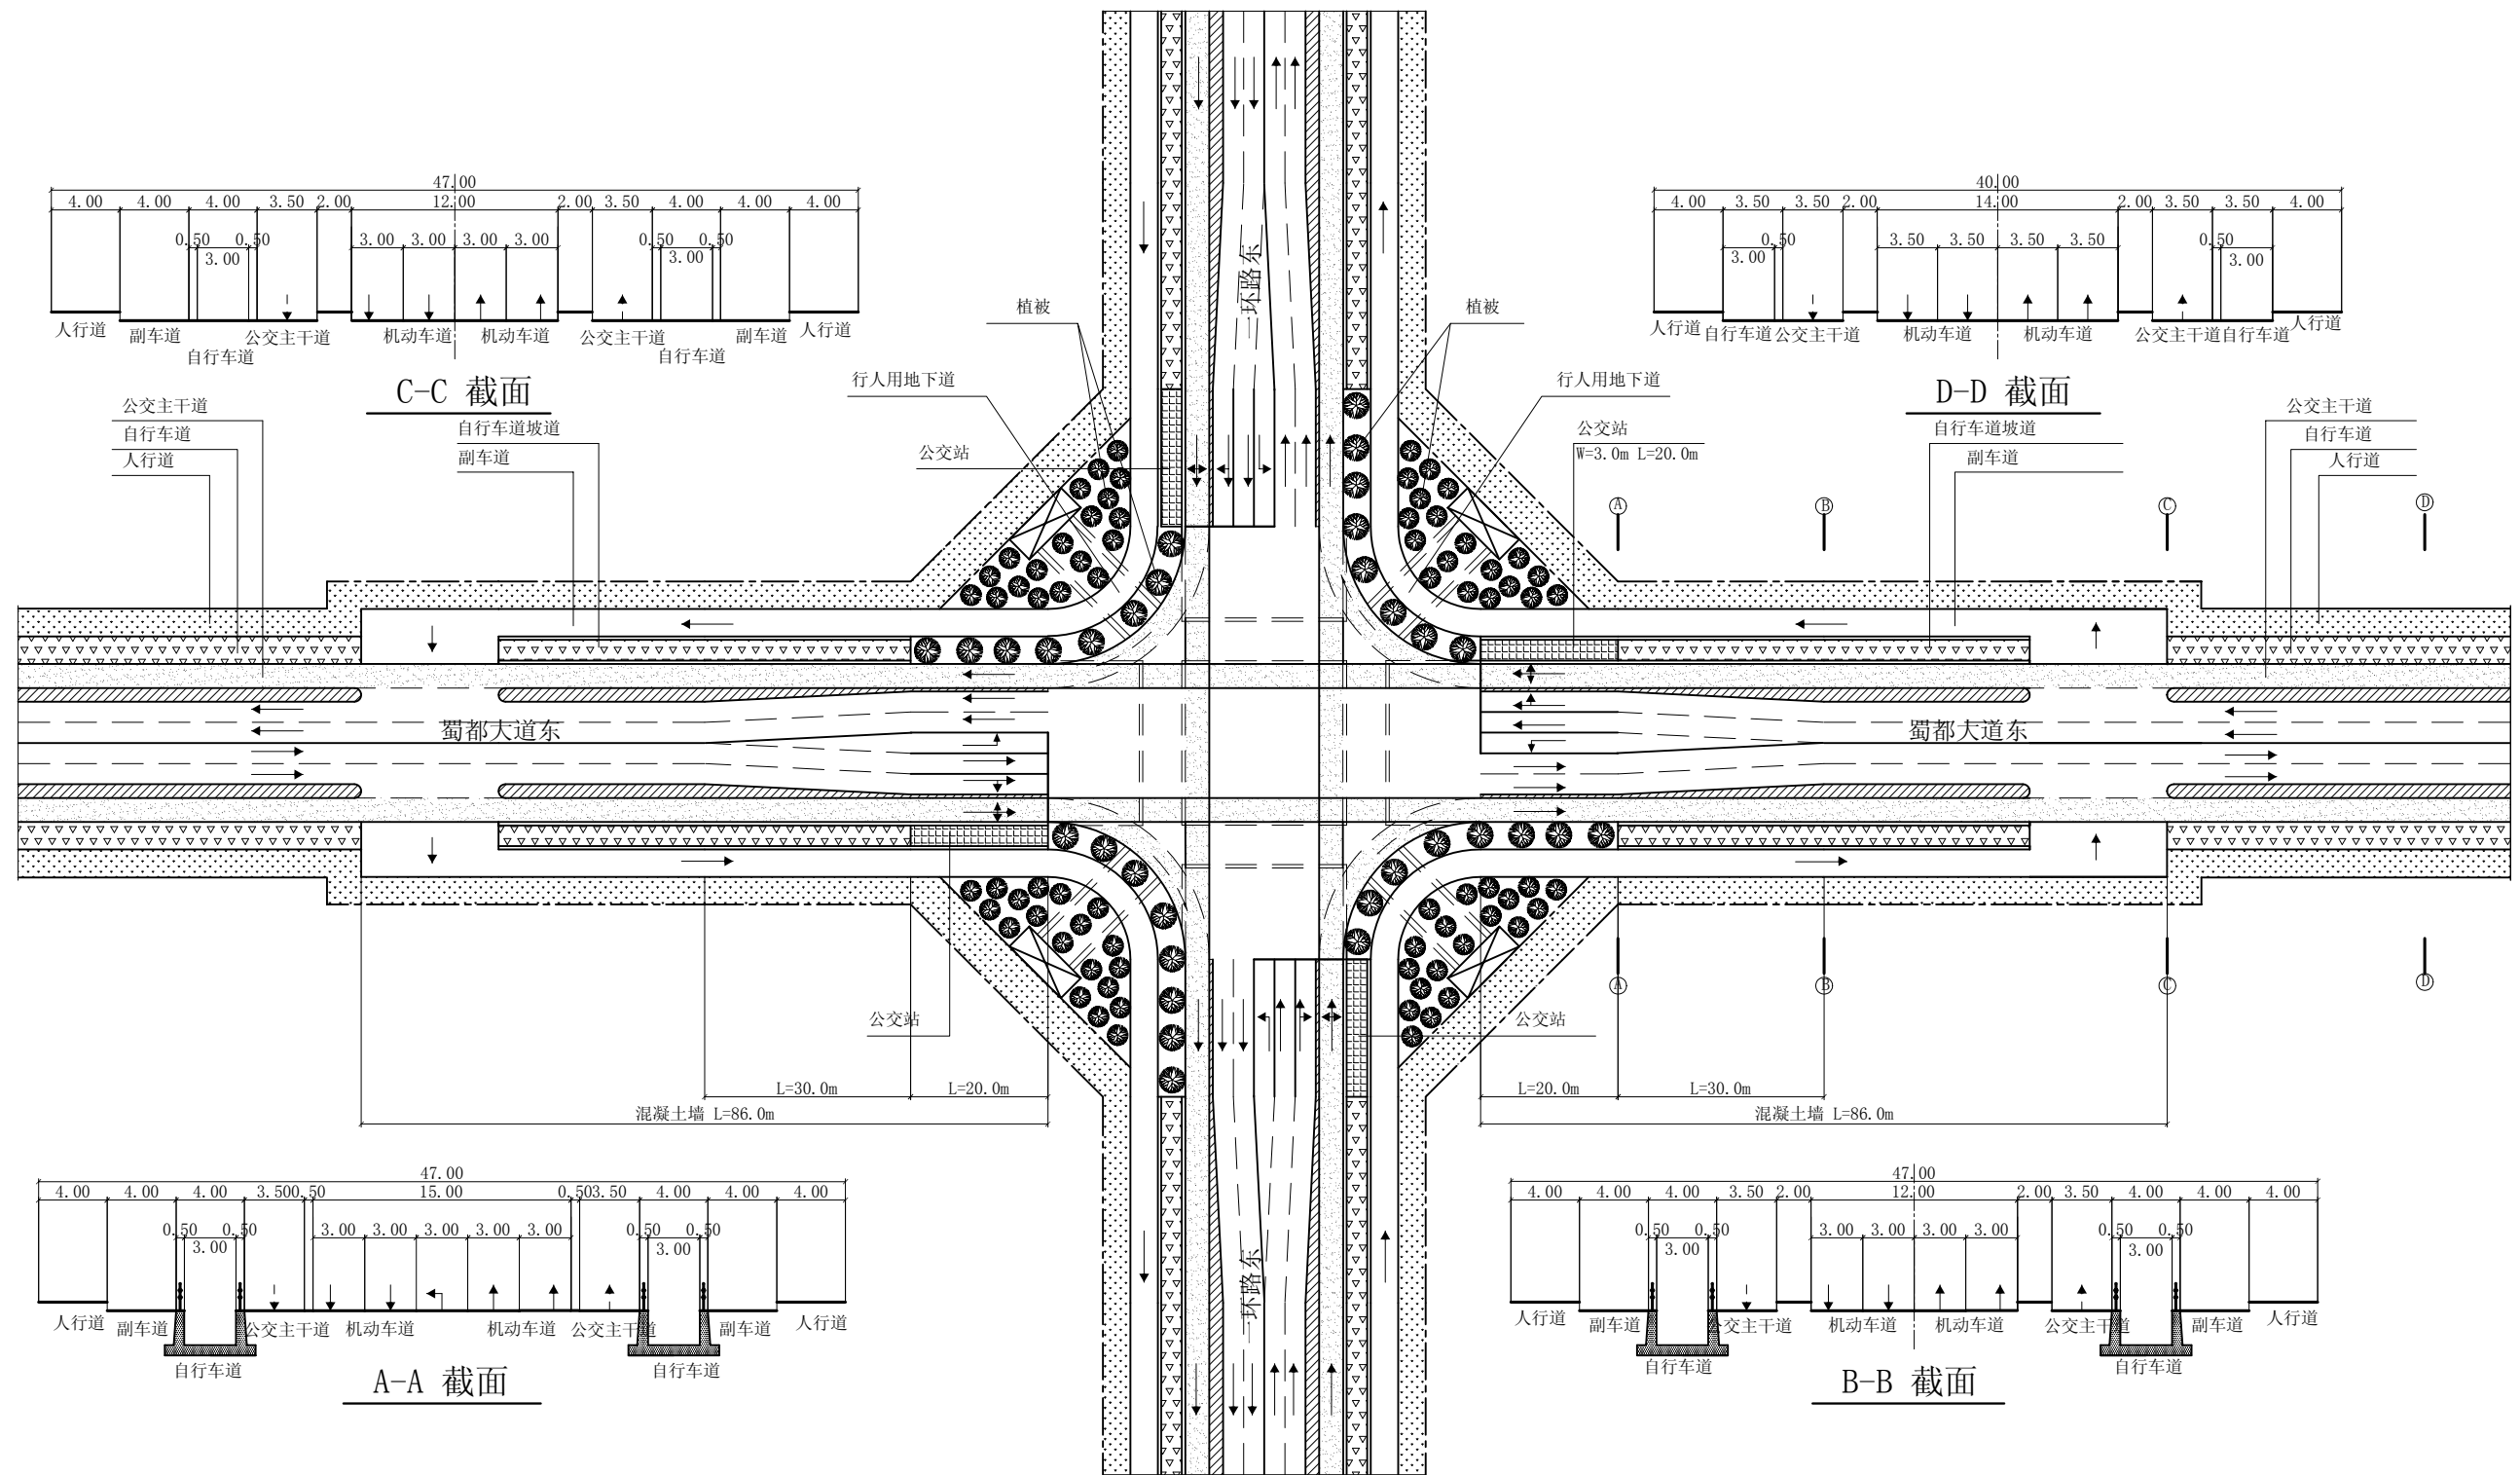 47.00
4.00 4.00 4.00 3.50 2.00 12.00 2.00 3.50 4.00 4.00 4.00
0.50 0.50 3.00 3.00 3.00 3.00 0.50 0.50
3.00 3.00
人行道 副车道 自行车道 公交主干道 机动车道 机动车道 公交主干道 自行车道 副车道 人行道
C-C 截面
40.00
4.00 3.50 3.50 2.00 14.00 2.00 3.50 3.50 4.00
0.50 3.50 3.50 3.50 3.50 0.50
3.00 3.00
人行道 自行车道 公交主干道 机动车道 机动车道 公交主干道 自行车道 人行道
D-D 截面
公交主干道
自行车道
人行道
自行车道坡道
副车道
植被
行人用地下道
公交站
一环路东
植被
行人用地下道
公交站
W=3.0m L=20.0m
自行车道坡道
副车道
公交主干道
自行车道
人行道
A B C D
蜀都大道东
蜀都大道东
A B C D
公交站
公交站
L=30.0m L=20.0m
混凝土墙 L=86.0m
L=20.0m L=30.0m
混凝土墙 L=86.0m
一环路东
47.00
4.00 4.00 4.00 3.50 0.50 15.00 0.50 3.50 4.00 4.00 4.00
0.50 0.50 3.00 3.00 3.00 3.00 3.00 0.50 0.50
3.00 3.00
人行道 副车道 公交主干道 机动车道 机动车道 公交主干道 副车道 人行道
自行车道 自行车道
A-A 截面
47.00
4.00 4.00 4.00 3.50 2.00 12.00 2.00 3.50 4.00 4.00 4.00
0.50 0.50 3.00 3.00 3.00 3.00 0.50 0.50
3.00 3.00
人行道 副车道 公交主干道 机动车道 机动车道 公交主干道 副车道 人行道
自行车道 自行车道
B-B 截面